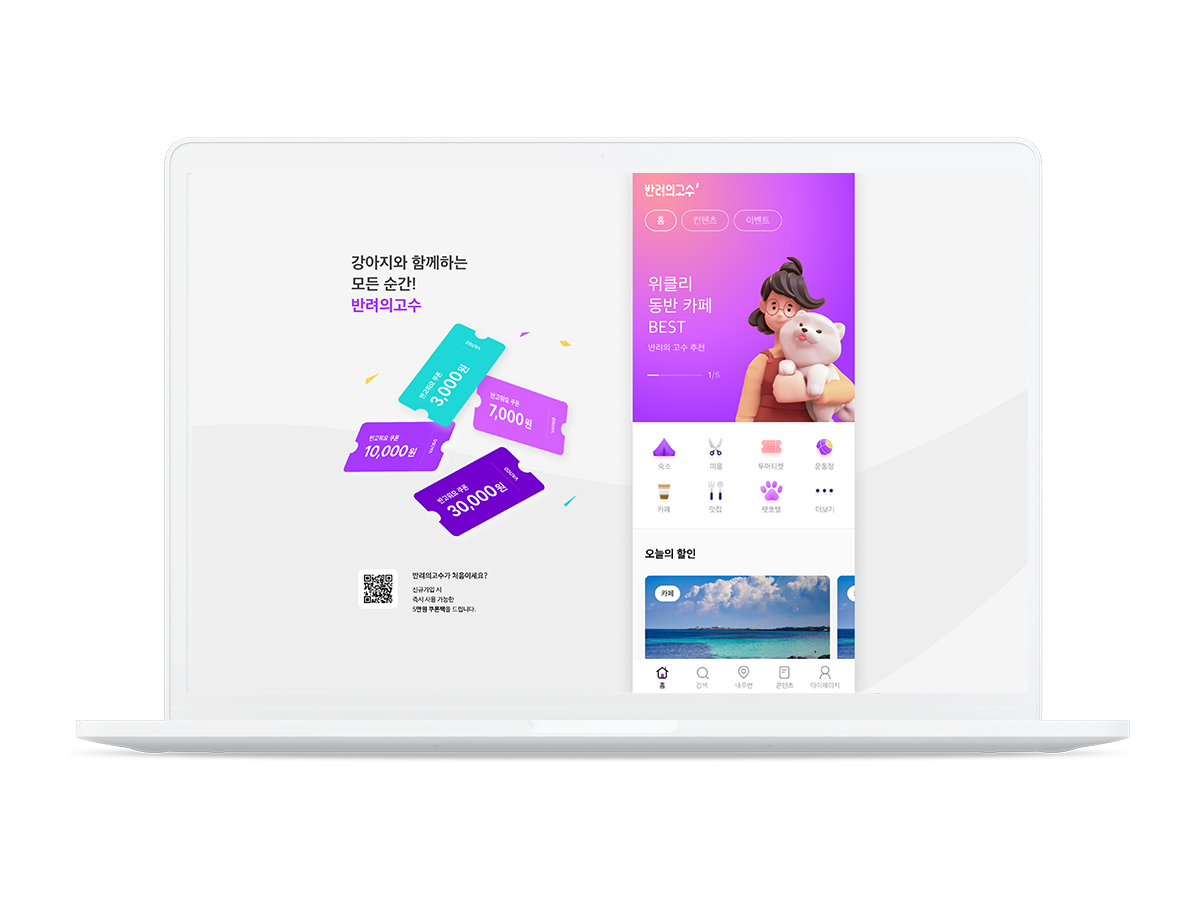 강아지와 함께하는
모든 순간!
반려의고수
반고워요 쿠폰
3,000원
반고워요 쿠폰
7,000원
반고워요 쿠폰
10,000원
반고워요 쿠폰
30,000원
반려의고수가 처음이세요?
신규가입 시
즉시 사용 가능한
5만원 쿠폰팩을 드립니다.
반려의고수
홈 컨텐츠 이벤트
위클리
동반 카페
BEST
반려의 고수 추천
1/5
숙소 미용 투어티켓 운동장
카페 맛집 펫호텔 더보기
오늘의 할인
카페
홈 검색 내주변 콘텐츠 마이페이지